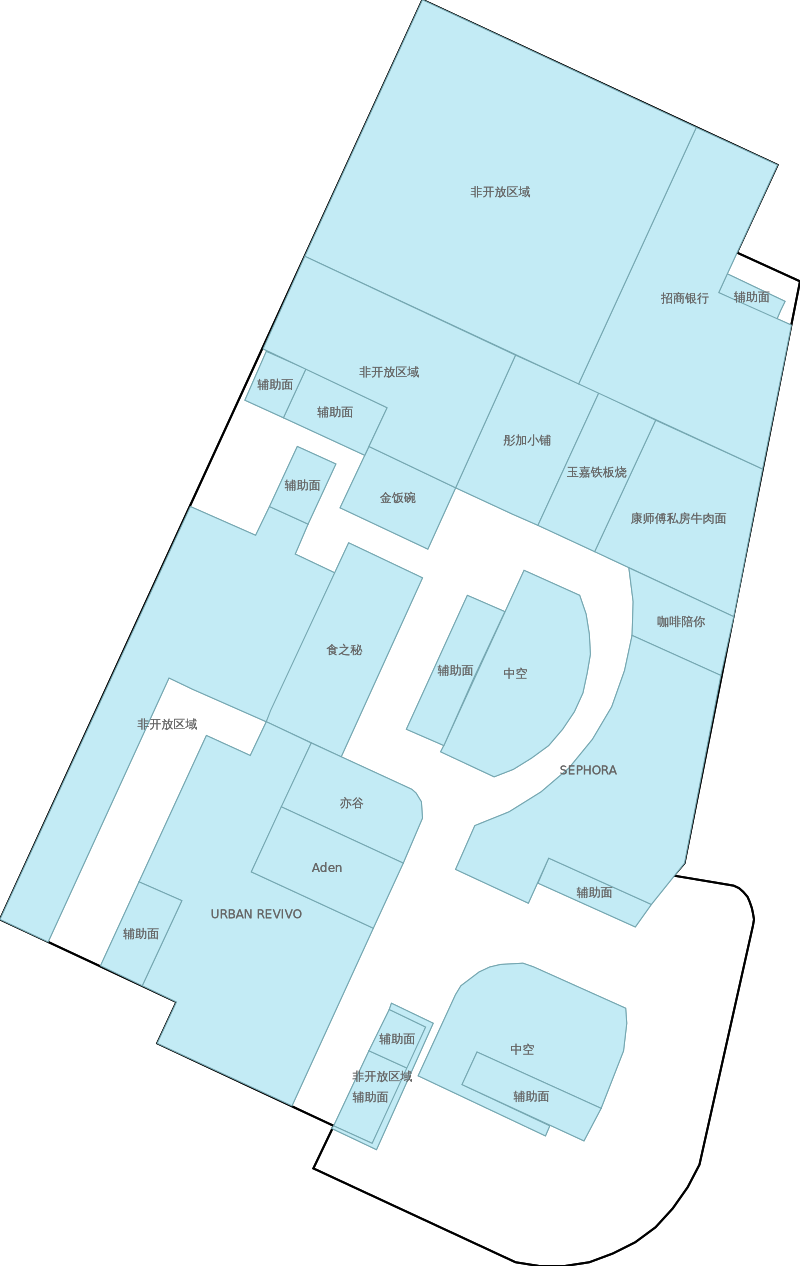 非开放区域
招商银行
辅助面
非开放区域
辅助面
辅助面
彤加小铺
玉嘉铁板烧
辅助面
金饭碗
康师傅私房牛肉面
咖啡陪你
食之秘
辅助面
中空
非开放区域
SEPHORA
亦谷
Aden
辅助面
URBAN REVIVO
辅助面
辅助面
中空
非开放区域
辅助面
辅助面